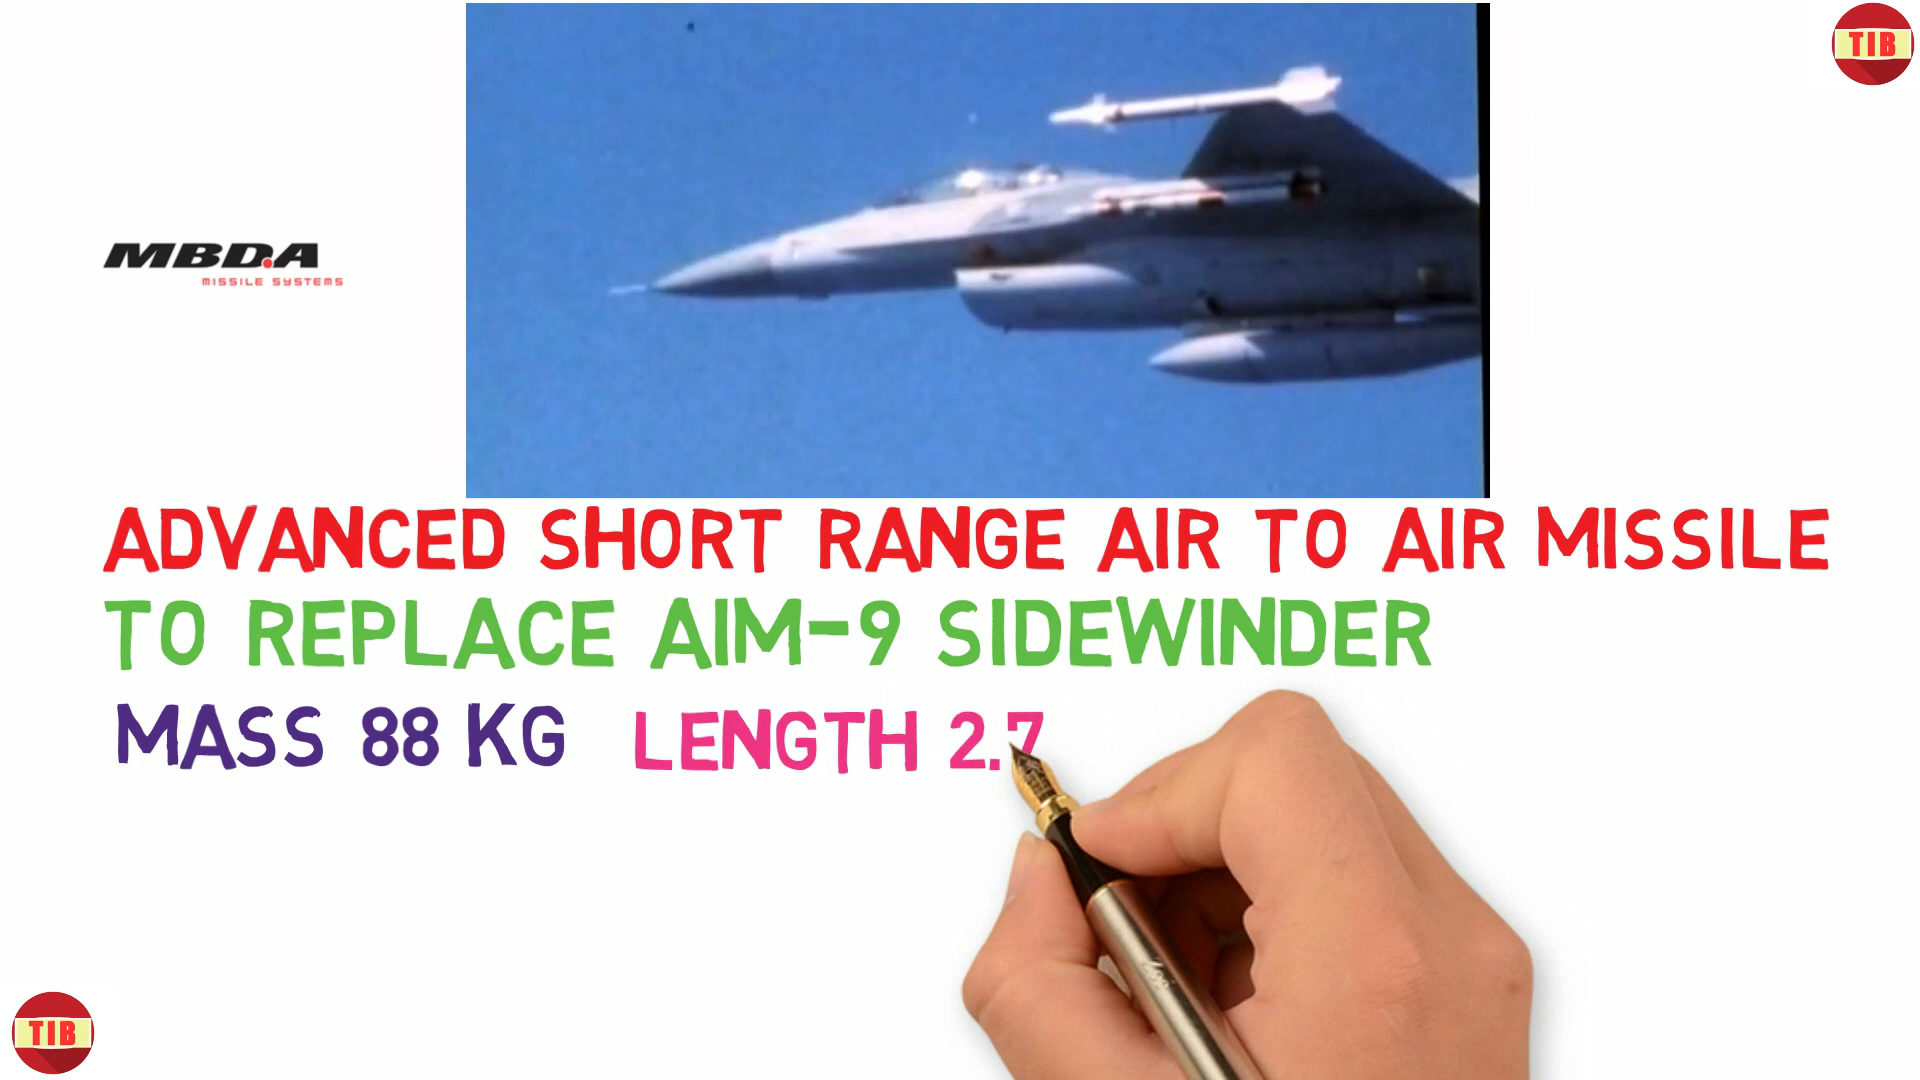 TIB
MBDA
MISSILE SYSTEMS
ADVANCED SHORT RANGE AIR TO AIR MISSILE
TO REPLACE AIM-9 SIDEWINDER
MASS 88 KG LENGTH 2.7
TIB